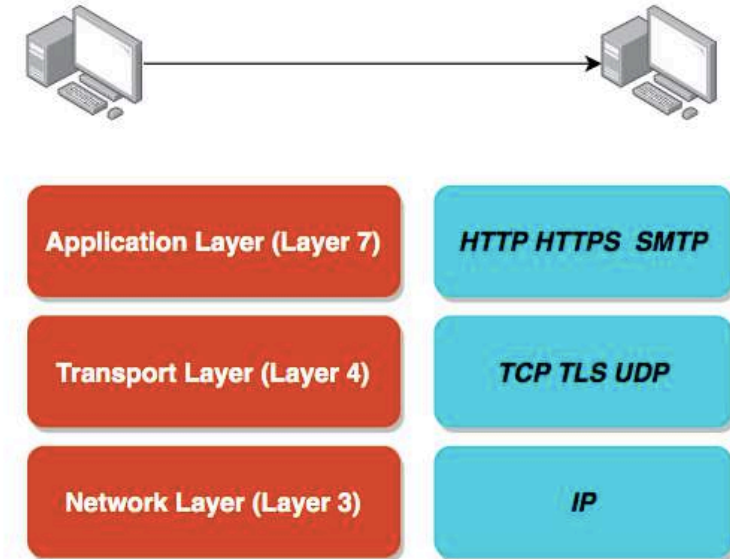 Application Layer (Layer 7)
HTTP HTTPS SMTP
Transport Layer (Layer 4)
TCP TLS UDP
Network Layer (Layer 3)
IP